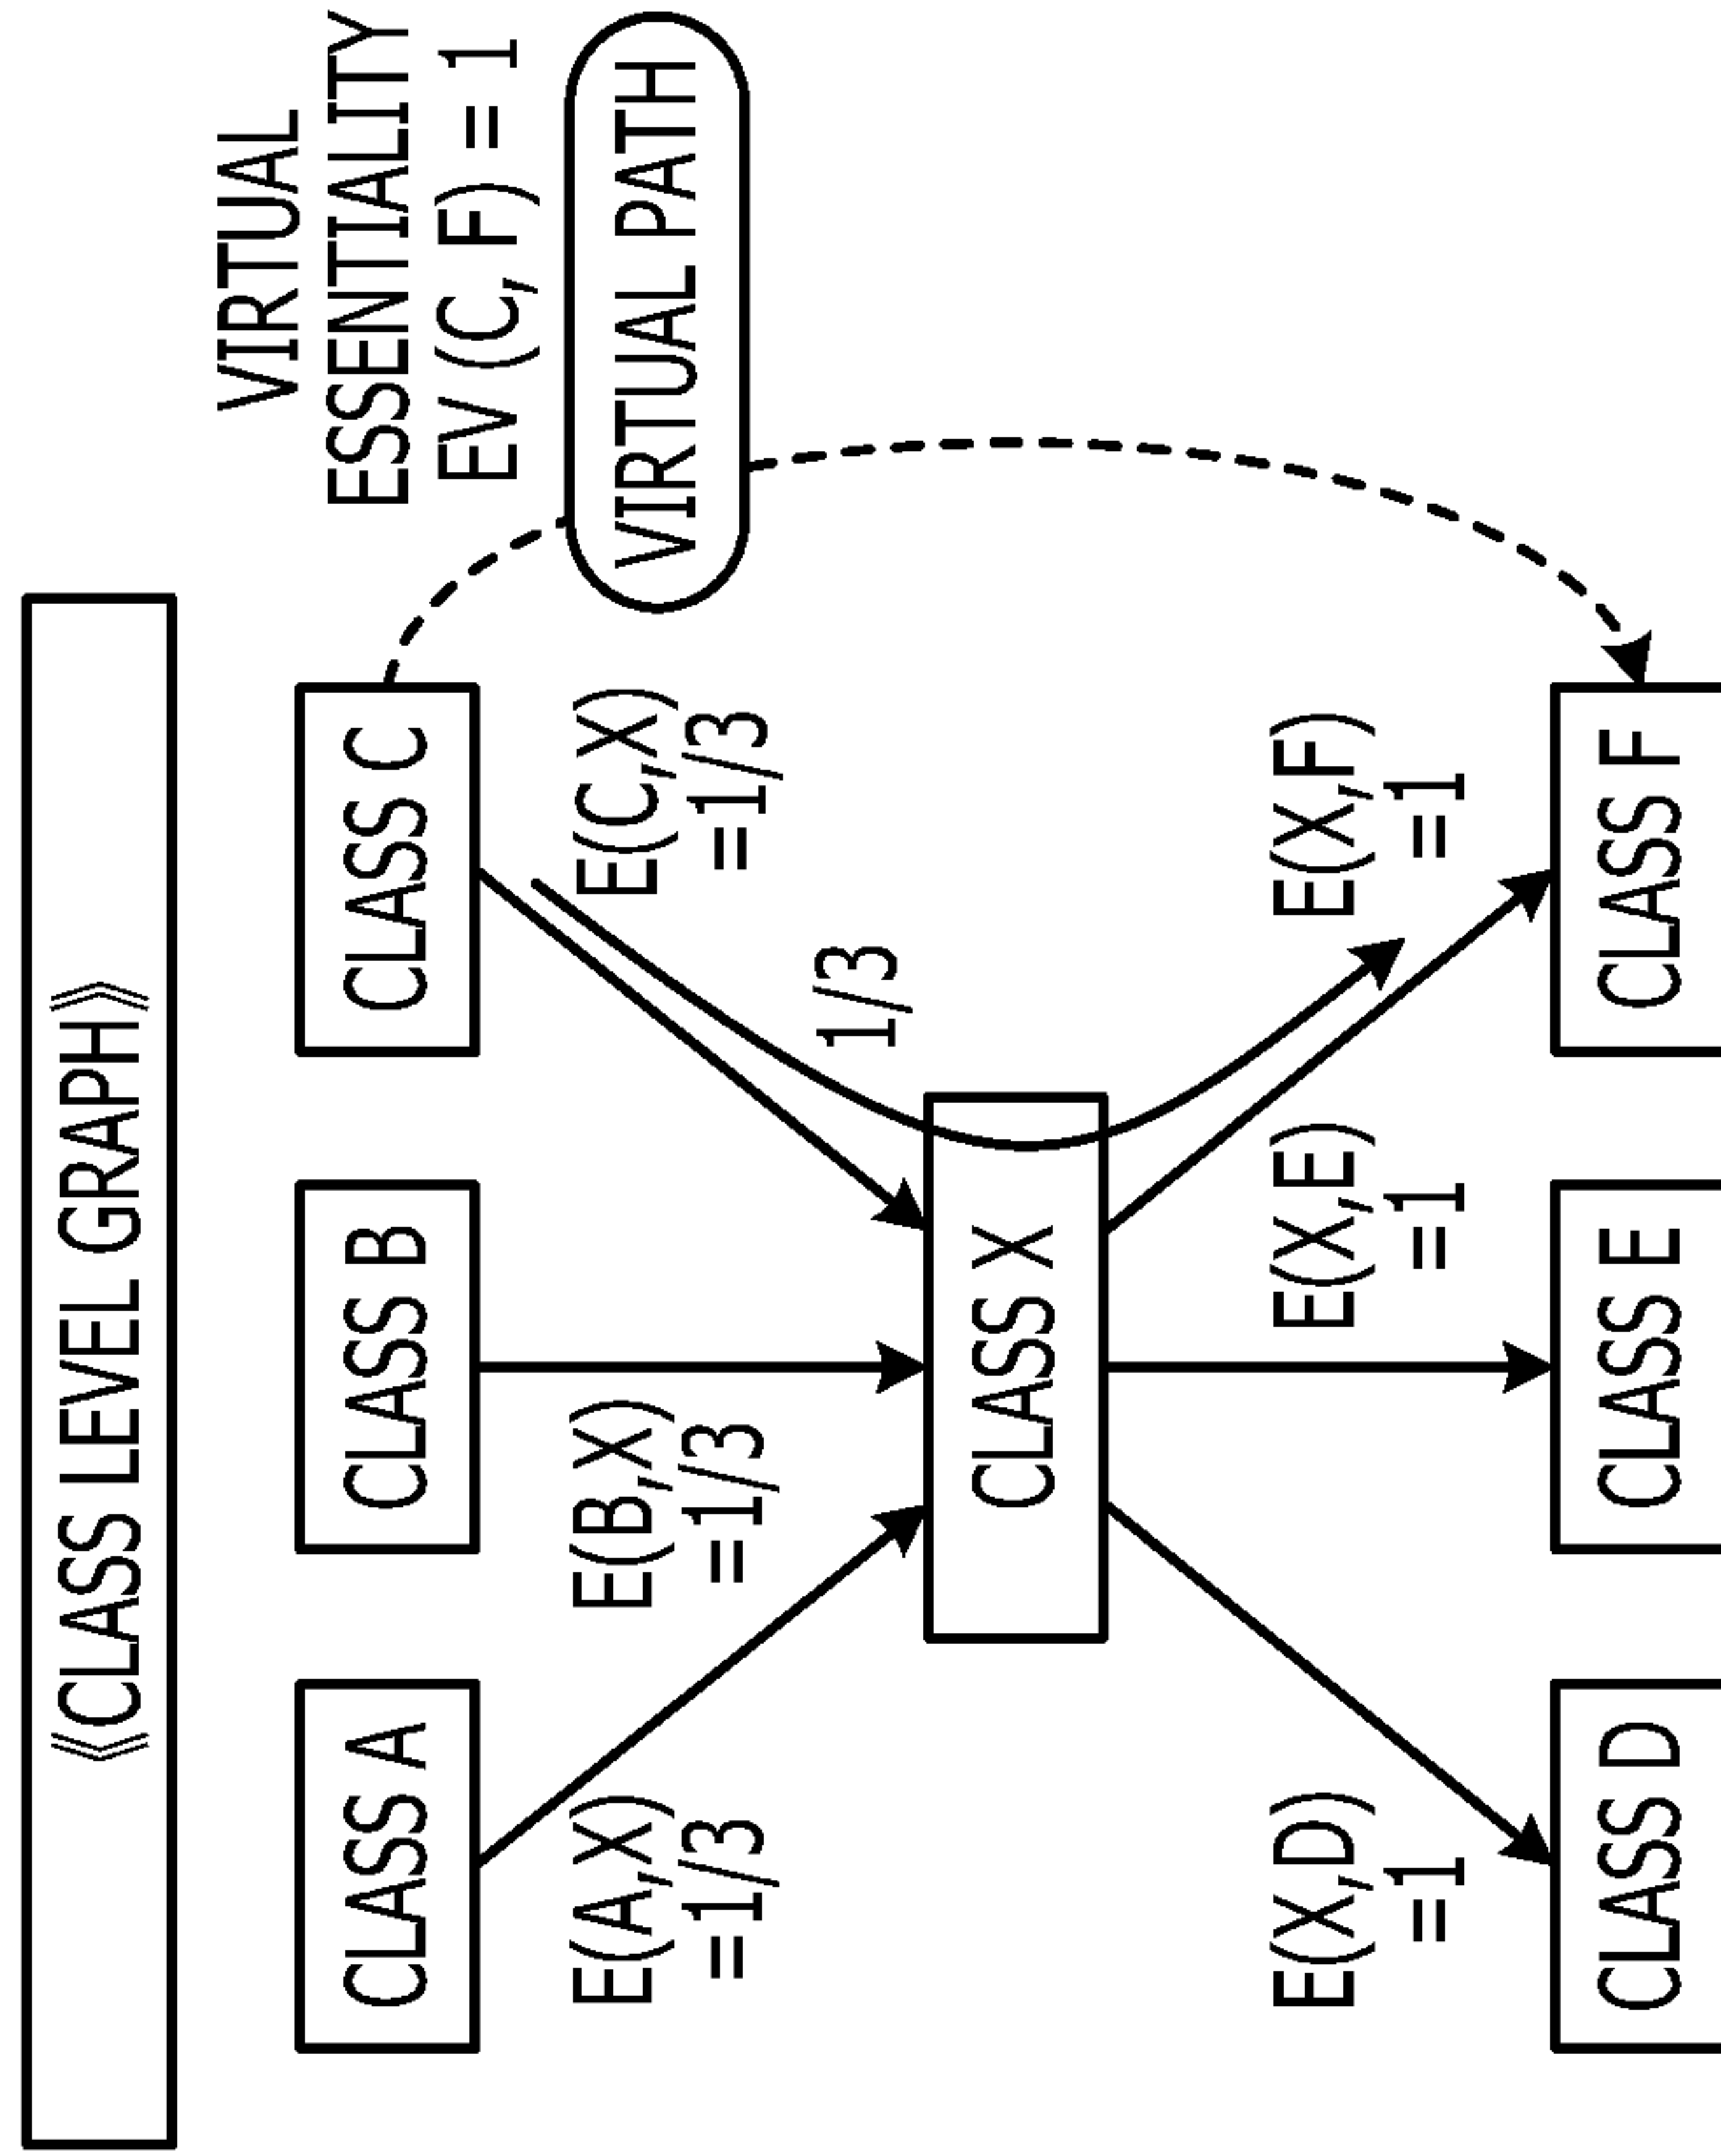 《CLASS LEVEL GRAPH》
VIRTUAL
ESSENTIALITY
EV (C, F) = 1
VIRTUAL PATH
CLASS A
CLASS B
CLASS C
E(A,X)
=1/3
E(B,X)
=1/3
E(C,X)
=1/3
1/3
CLASS X
E(X,D)
=1
E(X,E)
=1
E(X,F)
=1
CLASS D
CLASS E
CLASS F